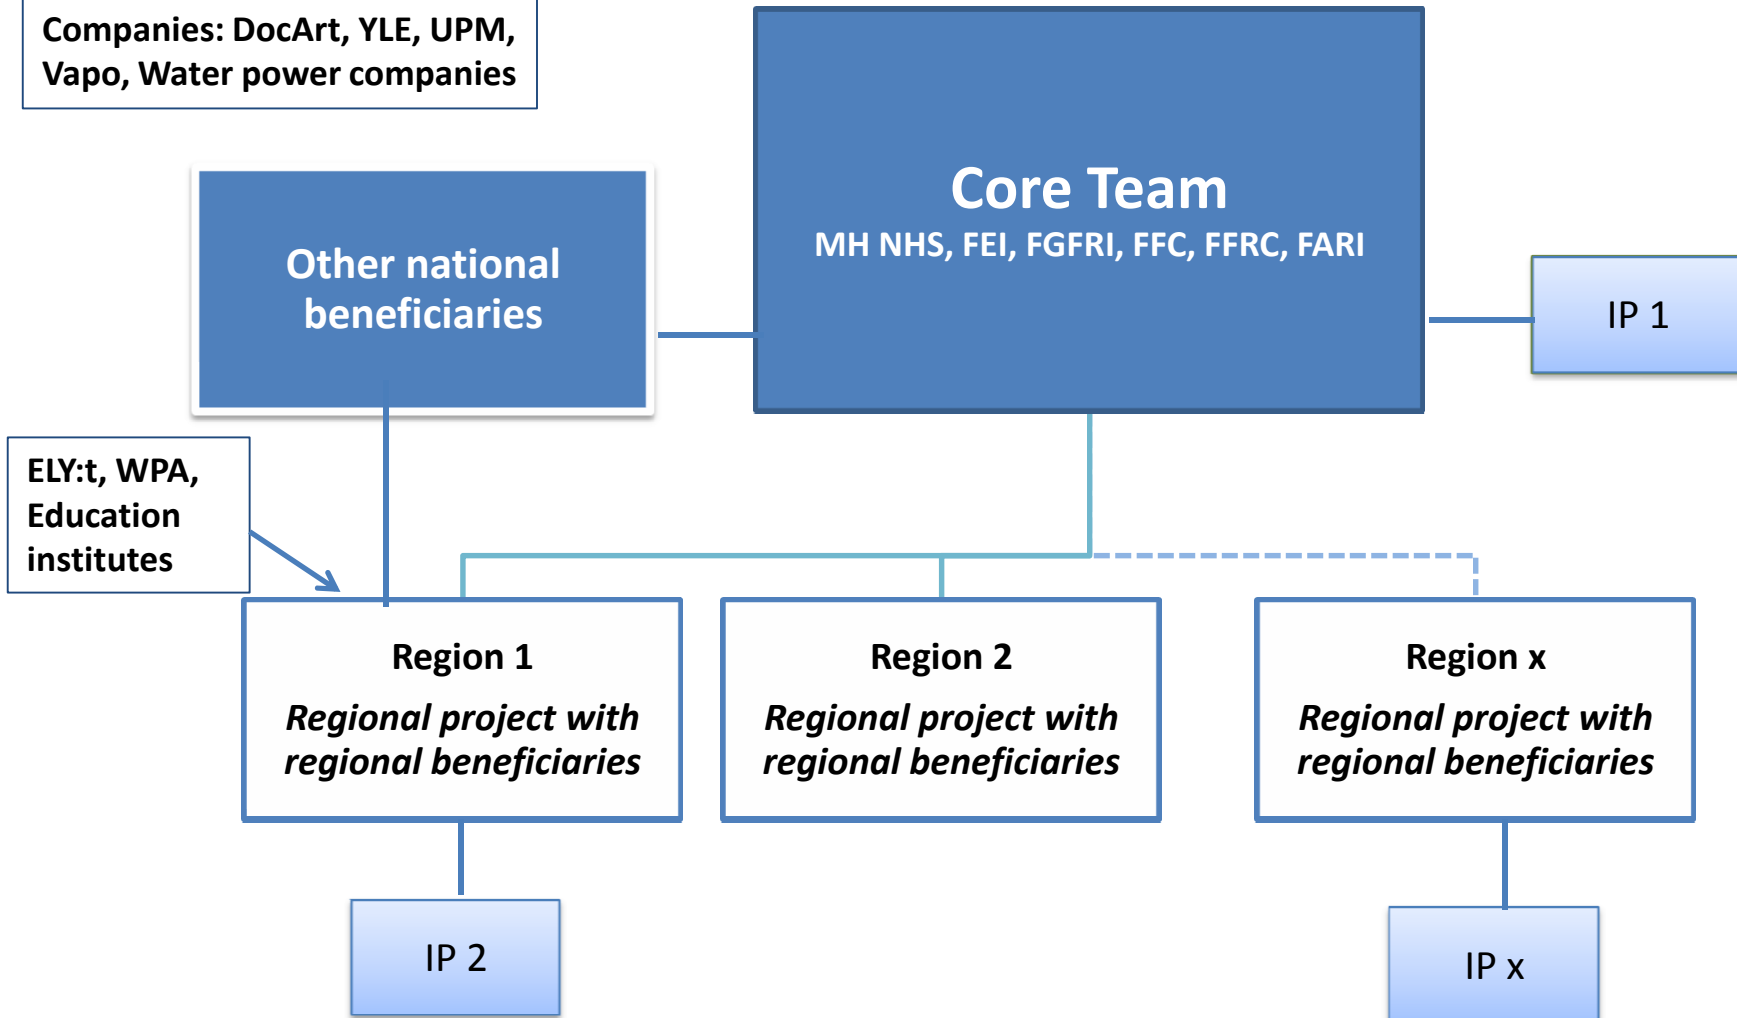 Companies: DocArt, YLE, UPM,
Vapo, Water power companies
Core Team
MH NHS, FEI, FGFRI, FFC, FFRC, FARI
Other national
beneficiaries
IP 1
ELY:t, WPA,
Education
institutes
Region 1
Regional project with
regional beneficiaries
Region 2
Regional project with
regional beneficiaries
Region x
Regional project with
regional beneficiaries
IP 2
IP x